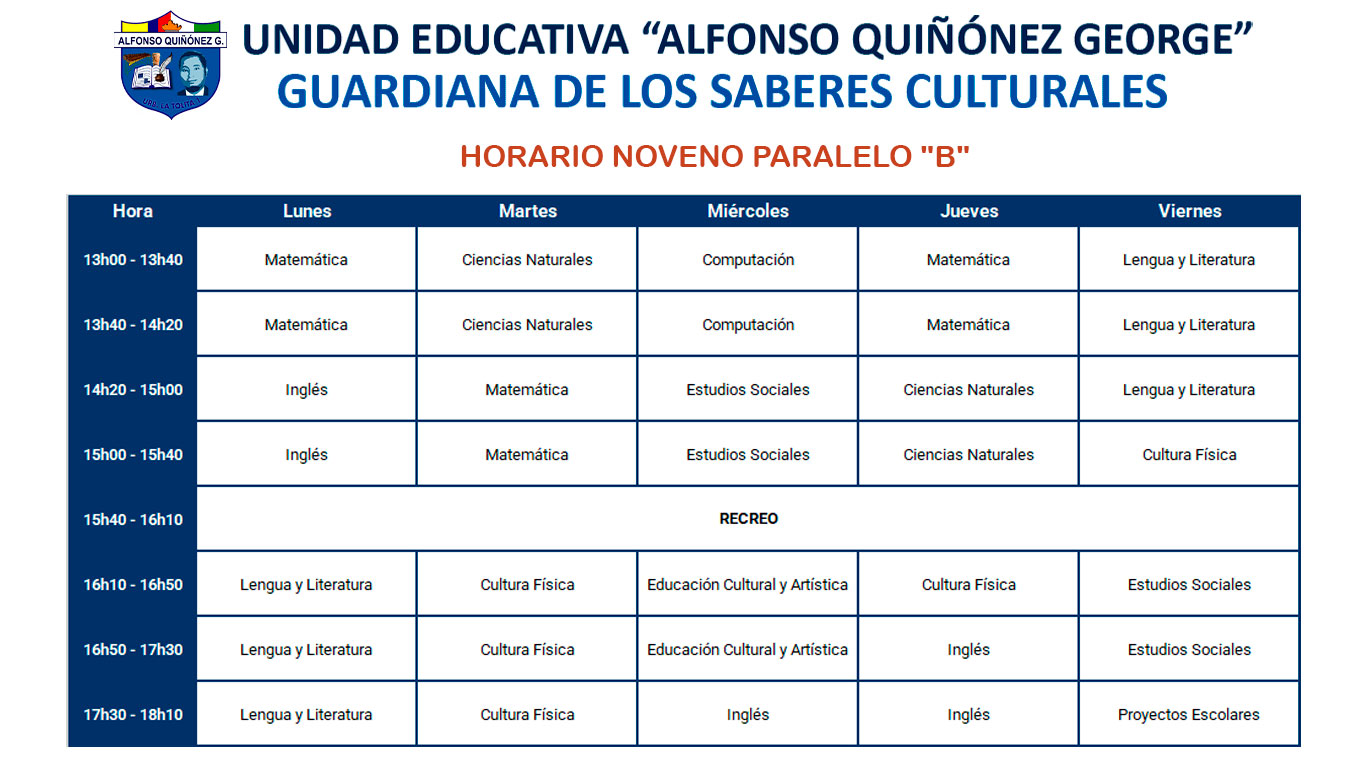 ALFONSO QUIÑÓNEZ G.
UNIDAD EDUCATIVA “ALFONSO QUIÑÓNEZ GEORGE”
GUARDIANA DE LOS SABERES CULTURALES
HORARIO NOVENO PARALELO "B"
Hora Lunes Martes Miércoles Jueves Viernes
13h00 - 13h40 Matemática Ciencias Naturales Computación Matemática Lengua y Literatura
13h40 - 14h20 Matemática Ciencias Naturales Computación Matemática Lengua y Literatura
14h20 - 15h00 Inglés Matemática Estudios Sociales Ciencias Naturales Lengua y Literatura
15h00 - 15h40 Inglés Matemática Estudios Sociales Ciencias Naturales Cultura Física
15h40 - 16h10 RECREO
16h10 - 16h50 Lengua y Literatura Cultura Física Educación Cultural y Artística Cultura Física Estudios Sociales
16h50 - 17h30 Lengua y Literatura Cultura Física Educación Cultural y Artística Inglés Estudios Sociales
17h30 - 18h10 Lengua y Literatura Cultura Física Inglés Inglés Proyectos Escolares